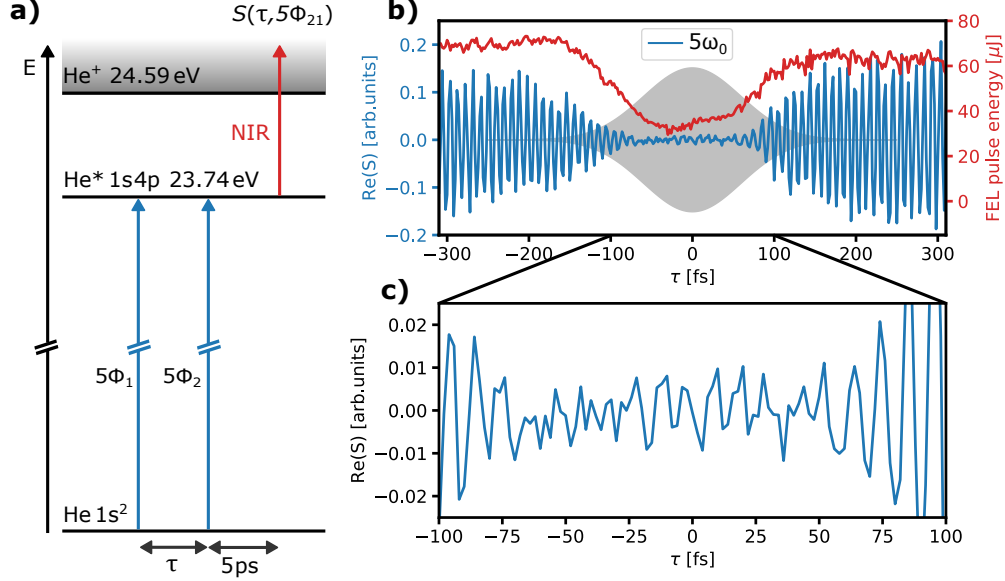 a)
S(τ,5Φ₂₁)
E
He⁺ 24.59 eV
NIR
He* 1s4p 23.74 eV
5Φ₁
5Φ₂
He 1s²
τ
5ps
b)
5ω₀
Re(S) [arb.units]
0.2
0.1
0.0
−0.1
−0.2
FEL pulse energy [μJ]
80
60
40
20
0
−300
−200
−100
0
100
200
300
τ [fs]
c)
Re(S) [arb.units]
0.02
0.01
0.00
−0.01
−0.02
−100
−75
−50
−25
0
25
50
75
100
τ [fs]